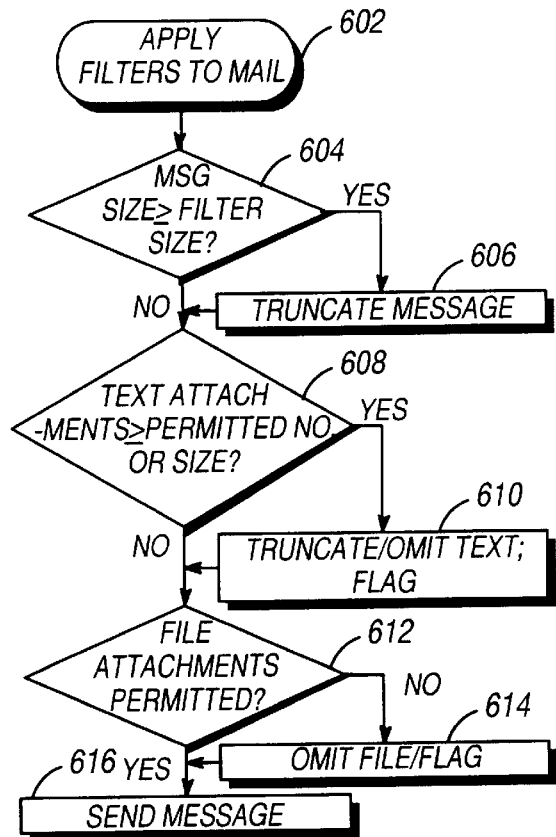 APPLY
FILTERS TO MAIL
602
MSG
SIZE≥ FILTER
SIZE?
604
YES
NO
TRUNCATE MESSAGE
606
TEXT ATTACH
-MENTS≥PERMITTED NO.
OR SIZE?
608
YES
NO
TRUNCATE/OMIT TEXT;
FLAG
610
FILE
ATTACHMENTS
PERMITTED?
612
NO
YES
OMIT FILE/FLAG
614
616
SEND MESSAGE